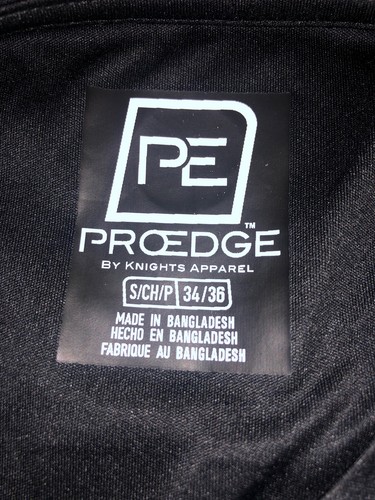 PE
PROEDGE™
BY KNIGHTS APPAREL
S/CH/P 34/36
MADE IN BANGLADESH
HECHO EN BANGLADESH
FABRIQUE AU BANGLADESH